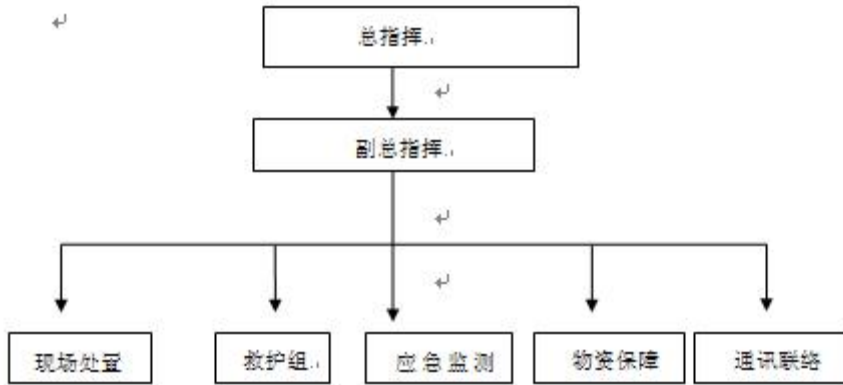 总指挥
副总指挥
现场处置
救护组
应急监测
物资保障
通讯联络